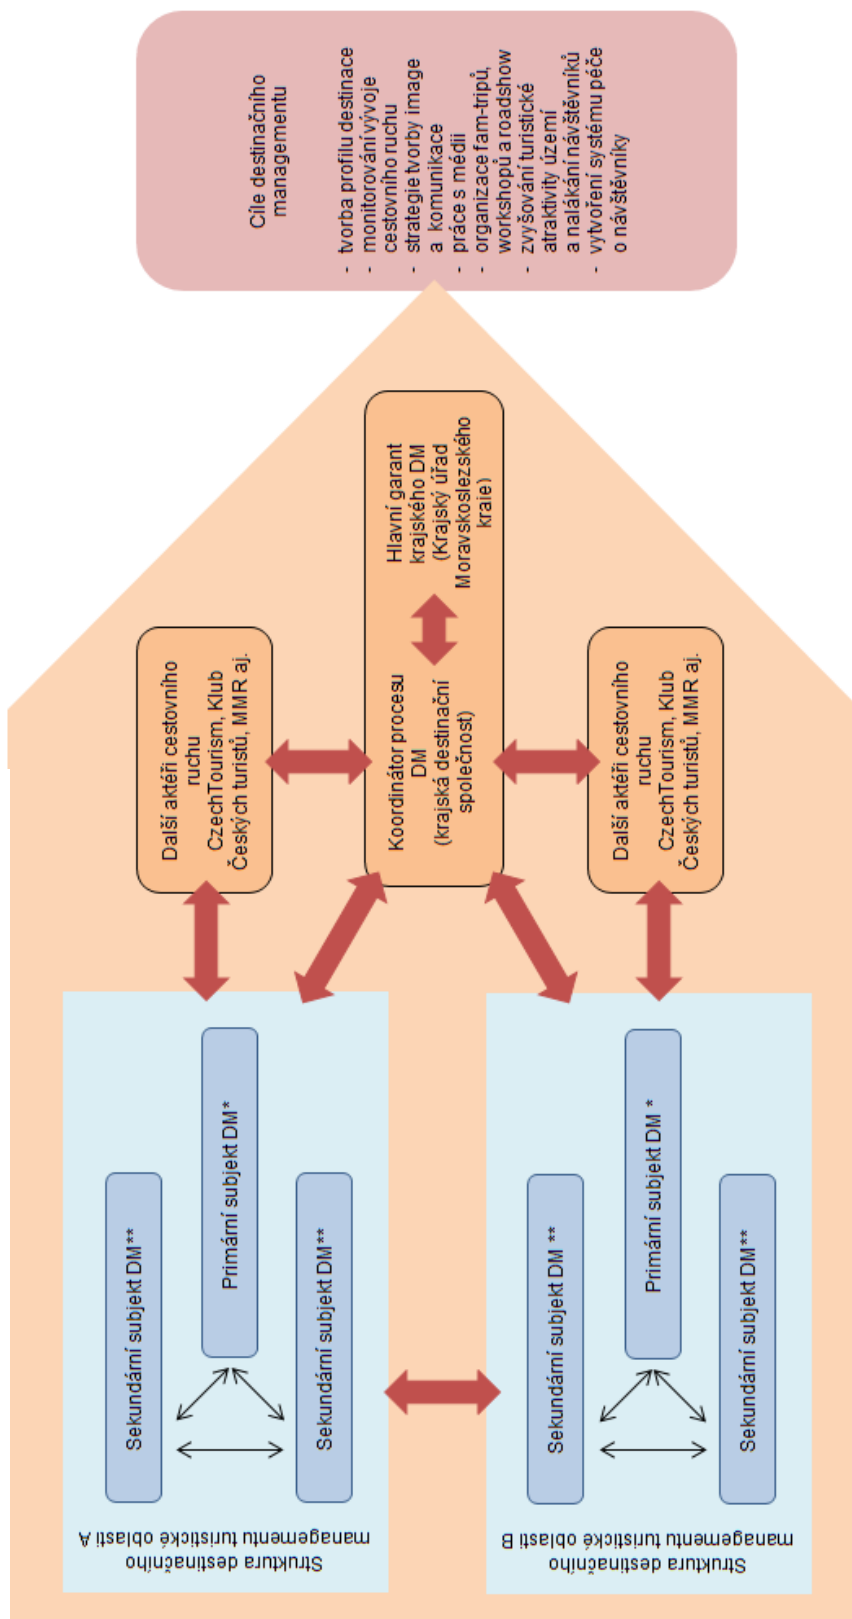 Struktura destinačního
managementu turistické oblasti A
Sekundární subjekt DM**
Primární subjekt DM*
Sekundární subjekt DM**
Struktura destinačního
managementu turistické oblasti B
Sekundární subjekt DM **
Primární subjekt DM *
Sekundární subjekt DM**
Další aktéři cestovního
ruchu
CzechTourism, Klub
Českých turistů, MMR aj.
Koordinátor procesu
DM
(krajská destinační
společnost)
Hlavní garant
krajského DM
(Krajský úřad
Moravskoslezského
kraie)
Další aktéři cestovního
ruchu
CzechTourism, Klub
Českých turistů, MMR aj.
Cíle destinačního
managementu
- tvorba profilu destinace
- monitorování vývoje
cestovního ruchu
- strategie tvorby image
a komunikace
- práce s médii
- organizace fam-tripů,
workshopů a roadshow
- zvyšování turistické
atraktivity území
a nalákání návštěvníků
- vytvoření systému péče
o návštěvníky